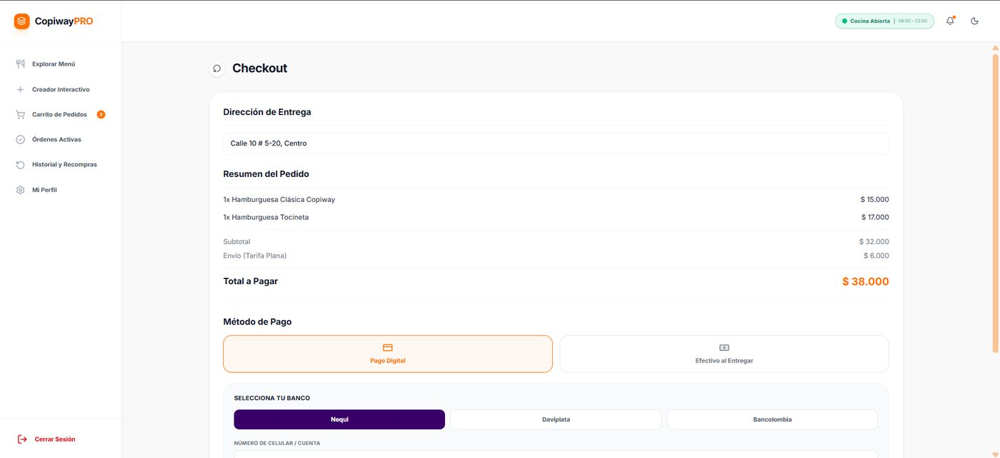 CopiwayPRO
Cocina Abierta | 08:00 - 23:00
Explorar Menú
Creador Interactivo
Carrito de Pedidos 2
Órdenes Activas
Historial y Recompras
Mi Perfil
Cerrar Sesión
Checkout
Dirección de Entrega
Calle 10 # 5-20, Centro
Resumen del Pedido
1x Hamburguesa Clásica Copiway $ 15.000
1x Hamburguesa Tocineta $ 17.000
Subtotal $ 32.000
Envío (Tarifa Plana) $ 6.000
Total a Pagar $ 38.000
Método de Pago
Pago Digital Efectivo al Entregar
SELECCIONA TU BANCO
Nequi Daviplata Bancolombia
NÚMERO DE CELULAR / CUENTA